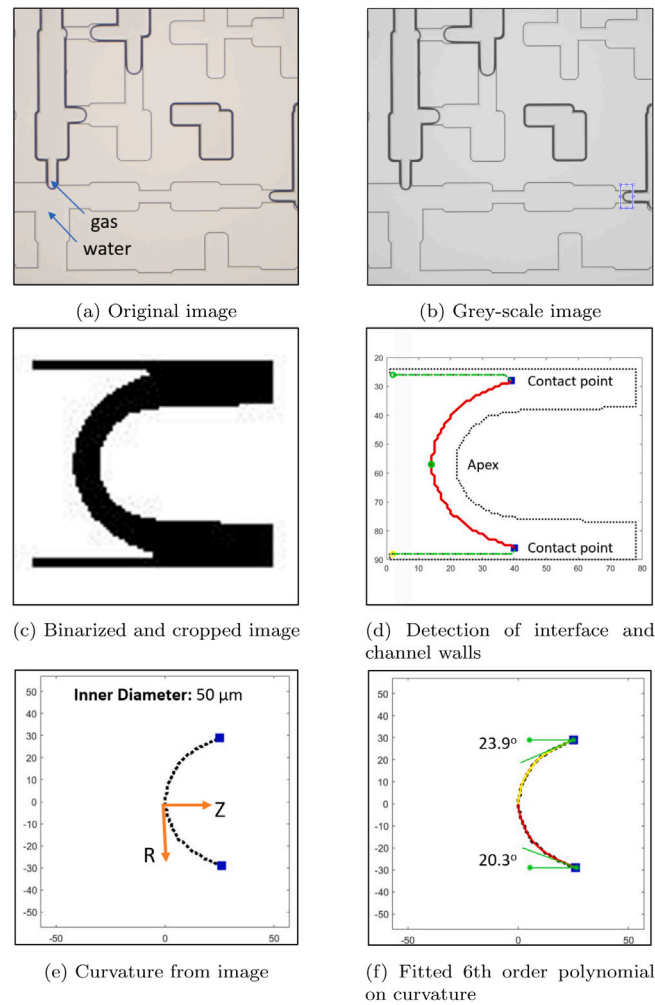 gas
water
(a) Original image
(b) Grey-scale image
(c) Binarized and cropped image
20
30
40
50
60
70
80
90
0 10 20 30 40 50 60 70 80
Contact point
Apex
Contact point
(d) Detection of interface and
channel walls
Inner Diameter: 50 μm
50
40
30
20
10
0
-10
-20
-30
-40
-50
-50 0 50
Z
R
(e) Curvature from image
50
40
30
20
10
0
-10
-20
-30
-40
-50
-50 0 50
23.9°
20.3°
(f) Fitted 6th order polynomial
on curvature